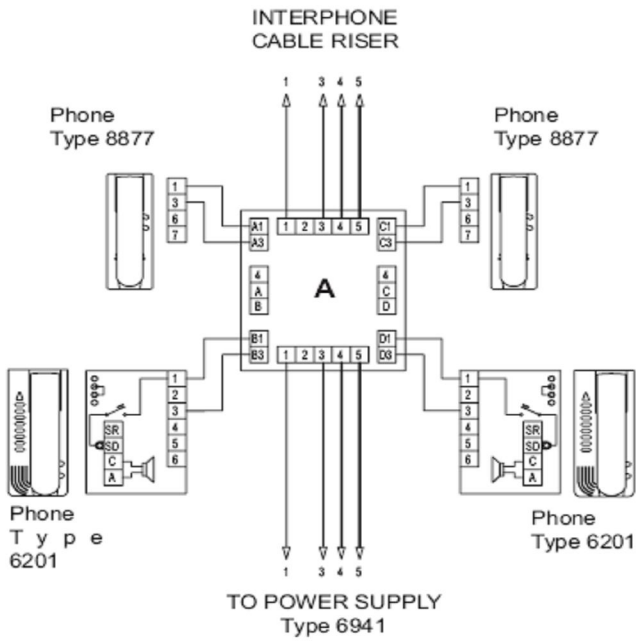 INTERPHONE
CABLE RISER
1 3 4 5
Phone
Type 8877
Phone
Type 8877
1
3
6
7
1
3
6
7
A1
A3
1 2 3 4 5
C1
C3
4
A
B
A
4
C
D
B1
B3
1 2 3 4 5
D1
D3
1
2
3
4
5
6
SR
SD
C
A
1
2
3
4
5
6
SR
SD
C
A
Phone
T y p e
6201
Phone
Type 6201
1 3 4 5
TO POWER SUPPLY
Type 6941